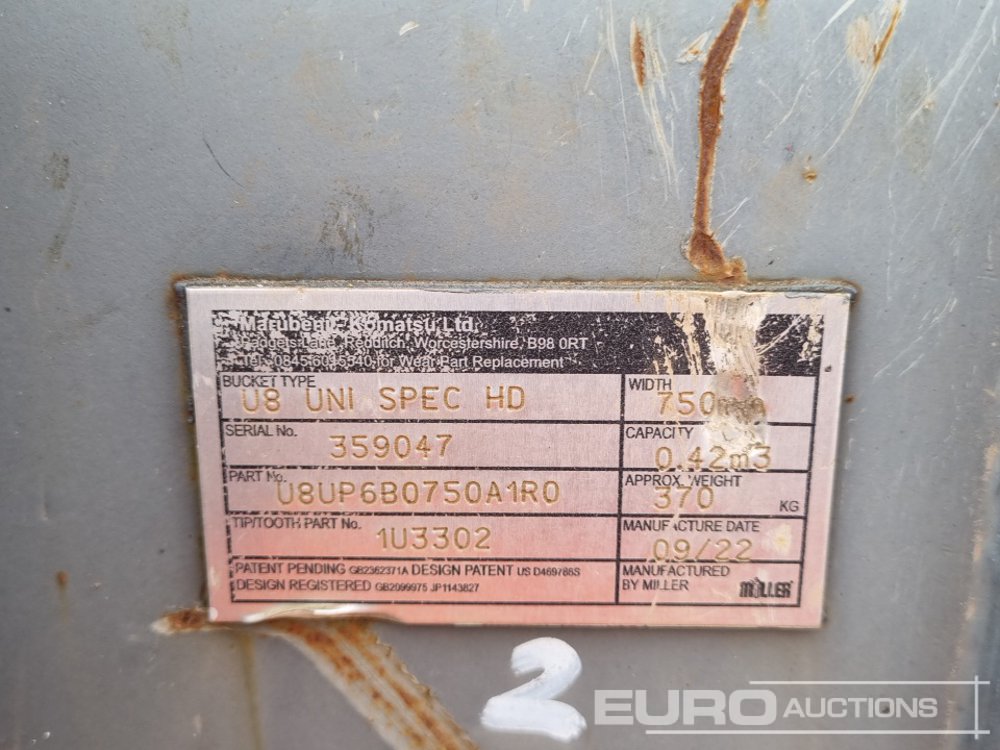 Marubeni-Komatsu Ltd.
Padgets Lane, Redditch, Worcestershire, B98 0RT
Tel. for Wear Part Replacement
BUCKET TYPE U8 UNI SPEC HD
WIDTH 750mm
SERIAL No. 359047
CAPACITY 0.42m3
PART No. U8UP6B0750A1R0
APPROX. WEIGHT 370 KG
TIP/TOOTH PART No. 1U3302
MANUFACTURE DATE 09/22
PATENT PENDING GB2362371A DESIGN PATENT US D469786S
DESIGN REGISTERED GB2099975 JP1143827
MANUFACTURED
BY MILLER
MILLER
2
EURO AUCTIONS